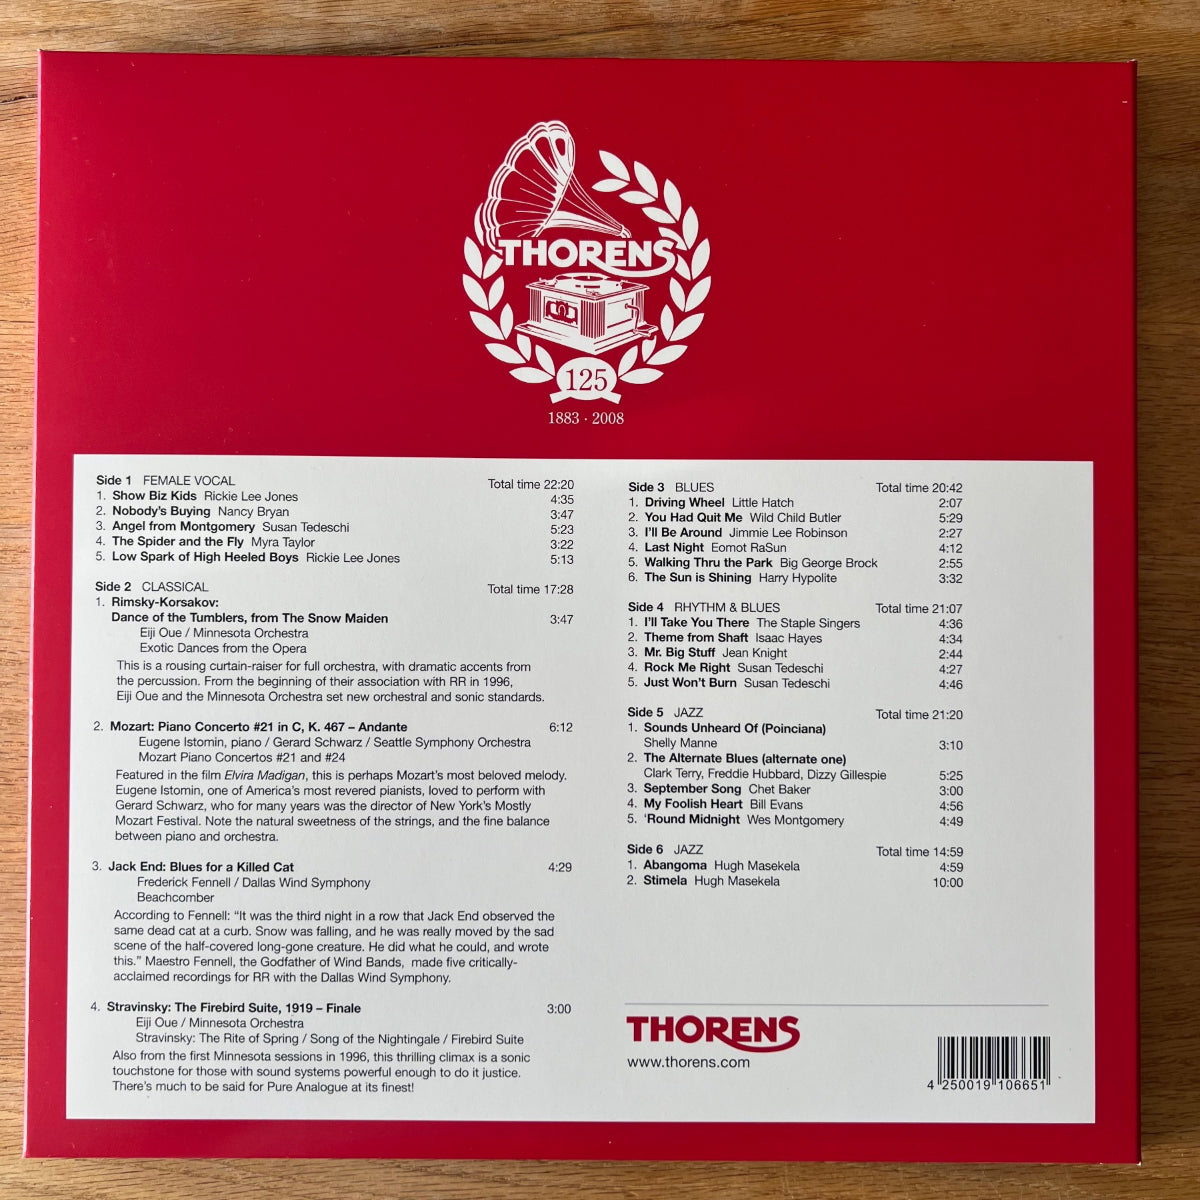 THORENS
125
1883 · 2008
Side 1 FEMALE VOCAL Total time 22:20
1. Show Biz Kids Rickie Lee Jones 4:35
2. Nobody's Buying Nancy Bryan 3:47
3. Angel from Montgomery Susan Tedeschi 5:23
4. The Spider and the Fly Myra Taylor 3:22
5. Low Spark of High Heeled Boys Rickie Lee Jones 5:13
Side 2 CLASSICAL Total time 17:28
1. Rimsky-Korsakov:
Dance of the Tumblers, from The Snow Maiden 3:47
Eiji Oue / Minnesota Orchestra
Exotic Dances from the Opera
This is a rousing curtain-raiser for full orchestra, with dramatic accents from
the percussion. From the beginning of their association with RR in 1996,
Eiji Oue and the Minnesota Orchestra set new orchestral and sonic standards.
2. Mozart: Piano Concerto #21 in C, K. 467 – Andante 6:12
Eugene Istomin, piano / Gerard Schwarz / Seattle Symphony Orchestra
Mozart Piano Concertos #21 and #24
Featured in the film Elvira Madigan, this is perhaps Mozart's most beloved melody.
Eugene Istomin, one of America's most revered pianists, loved to perform with
Gerard Schwarz, who for many years was the director of New York's Mostly
Mozart Festival. Note the natural sweetness of the strings, and the fine balance
between piano and orchestra.
3. Jack End: Blues for a Killed Cat 4:29
Frederick Fennell / Dallas Wind Symphony
Beachcomber
According to Fennell: "It was the third night in a row that Jack End observed the
same dead cat at a curb. Snow was falling, and he was really moved by the sad
scene of the half-covered long-gone creature. He did what he could, and wrote
this." Maestro Fennell, the Godfather of Wind Bands, made five critically-
acclaimed recordings for RR with the Dallas Wind Symphony.
4. Stravinsky: The Firebird Suite, 1919 – Finale 3:00
Eiji Oue / Minnesota Orchestra
Stravinsky: The Rite of Spring / Song of the Nightingale / Firebird Suite
Also from the first Minnesota sessions in 1996, this thrilling climax is a sonic
touchstone for those with sound systems powerful enough to do it justice.
There's much to be said for Pure Analogue at its finest!
Side 3 BLUES Total time 20:42
1. Driving Wheel Little Hatch 2:07
2. You Had Quit Me Wild Child Butler 5:29
3. I'll Be Around Jimmie Lee Robinson 2:27
4. Last Night Eomot RaSun 4:12
5. Walking Thru the Park Big George Brock 2:55
6. The Sun is Shining Harry Hypolite 3:32
Side 4 RHYTHM & BLUES Total time 21:07
1. I'll Take You There The Staple Singers 4:36
2. Theme from Shaft Isaac Hayes 4:34
3. Mr. Big Stuff Jean Knight 2:44
4. Rock Me Right Susan Tedeschi 4:27
5. Just Won't Burn Susan Tedeschi 4:46
Side 5 JAZZ Total time 21:20
1. Sounds Unheard Of (Poinciana)
Shelly Manne 3:10
2. The Alternate Blues (alternate one)
Clark Terry, Freddie Hubbard, Dizzy Gillespie 5:25
3. September Song Chet Baker 3:00
4. My Foolish Heart Bill Evans 4:56
5. 'Round Midnight Wes Montgomery 4:49
Side 6 JAZZ Total time 14:59
1. Abangoma Hugh Masekela 4:59
2. Stimela Hugh Masekela 10:00
THORENS
www.thorens.com
4 250019 106651